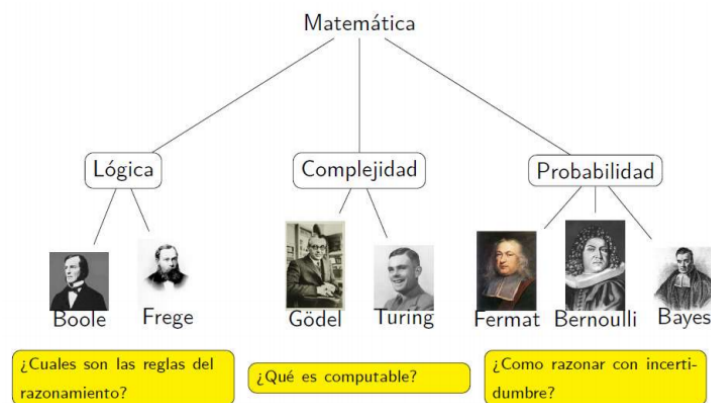 Matemática
Lógica
Complejidad
Probabilidad
Boole
Frege
Gödel
Turing
Fermat
Bernoulli
Bayes
¿Cuales son las reglas del
razonamiento?
¿Qué es computable?
¿Como razonar con incerti-
dumbre?